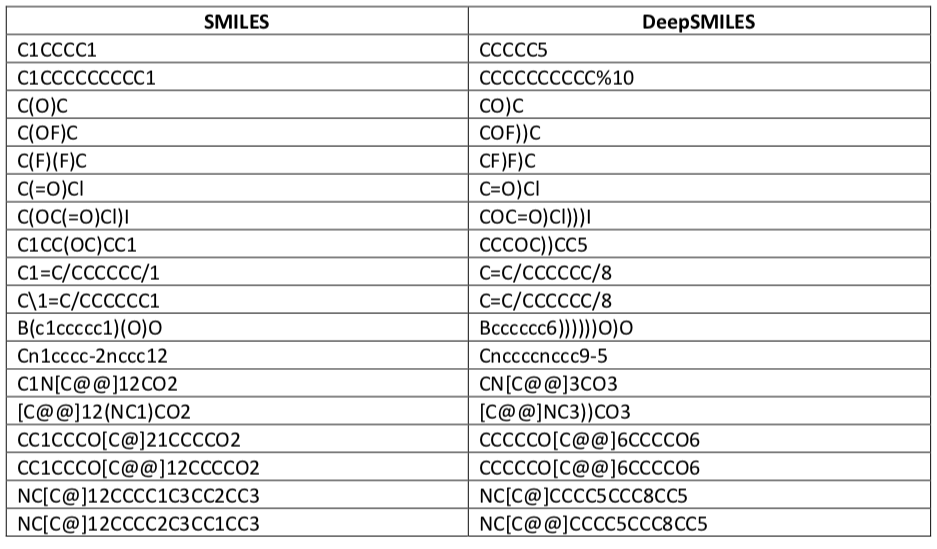 SMILES DeepSMILES
C1CCCC1 CCCCC5
C1CCCCCCCCC1 CCCCCCCCCC%10
C(O)C CO)C
C(OF)C COF))C
C(F)(F)C CF)F)C
C(=O)Cl C=O)Cl
C(OC(=O)Cl)I COC=O)Cl)))I
C1CC(OC)CC1 CCCOC))CC5
C1=C/CCCCCC/1 C=C/CCCCCC/8
C\1=C/CCCCCC1 C=C/CCCCCC/8
B(c1ccccc1)(O)O Bcccccc6))))))O)O
Cn1cccc-2nccc12 Cnccccnccc9-5
C1N[C@@]12CO2 CN[C@@]3CO3
[C@@]12(NC1)CO2 [C@@]NC3))CO3
CC1CCCO[C@]21CCCCO2 CCCCCO[C@@]6CCCCO6
CC1CCCO[C@@]12CCCCO2 CCCCCO[C@@]6CCCCO6
NC[C@]12CCCC1C3CC2CC3 NC[C@]CCCC5CCC8CC5
NC[C@@]12CCCC2C3CC1CC3 NC[C@@]CCCC5CCC8CC5